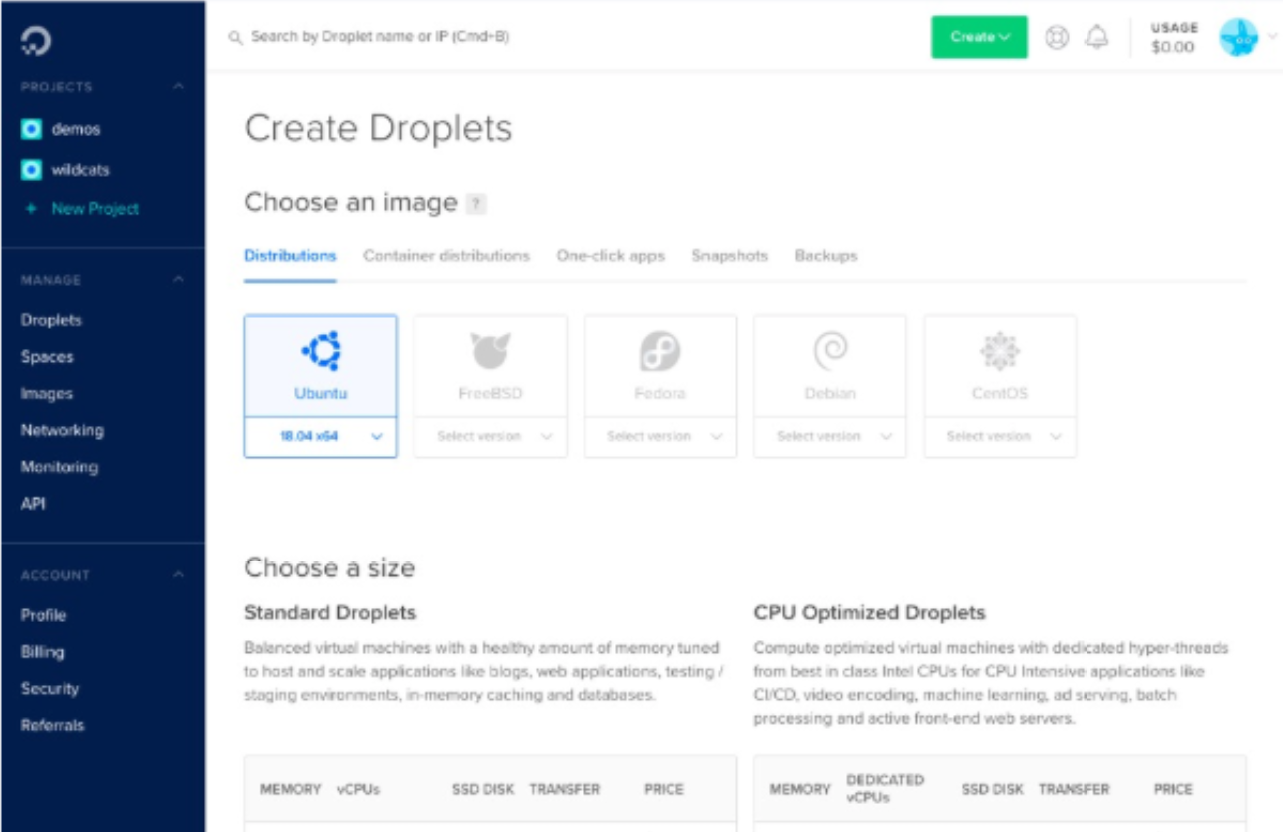 Search by Droplet name or IP (Cmd+B)
Create
USAGE
$0.00
PROJECTS
demos
wildcats
+ New Project
MANAGE
Droplets
Spaces
Images
Networking
Monitoring
API
ACCOUNT
Profile
Billing
Security
Referrals
Create Droplets
Choose an image ?
Distributions Container distributions One-click apps Snapshots Backups
Ubuntu FreeBSD Fedora Debian CentOS
18.04 x64 Select version Select version Select version Select version
Choose a size
Standard Droplets
Balanced virtual machines with a healthy amount of memory tuned
to host and scale applications like blogs, web applications, testing /
staging environments, in-memory caching and databases.
MEMORY vCPUs SSD DISK TRANSFER PRICE
CPU Optimized Droplets
Compute optimized virtual machines with dedicated hyper-threads
from best in class Intel CPUs for CPU Intensive applications like
CI/CD, video encoding, machine learning, ad serving, batch
processing and active front-end web servers.
MEMORY DEDICATED vCPUs SSD DISK TRANSFER PRICE